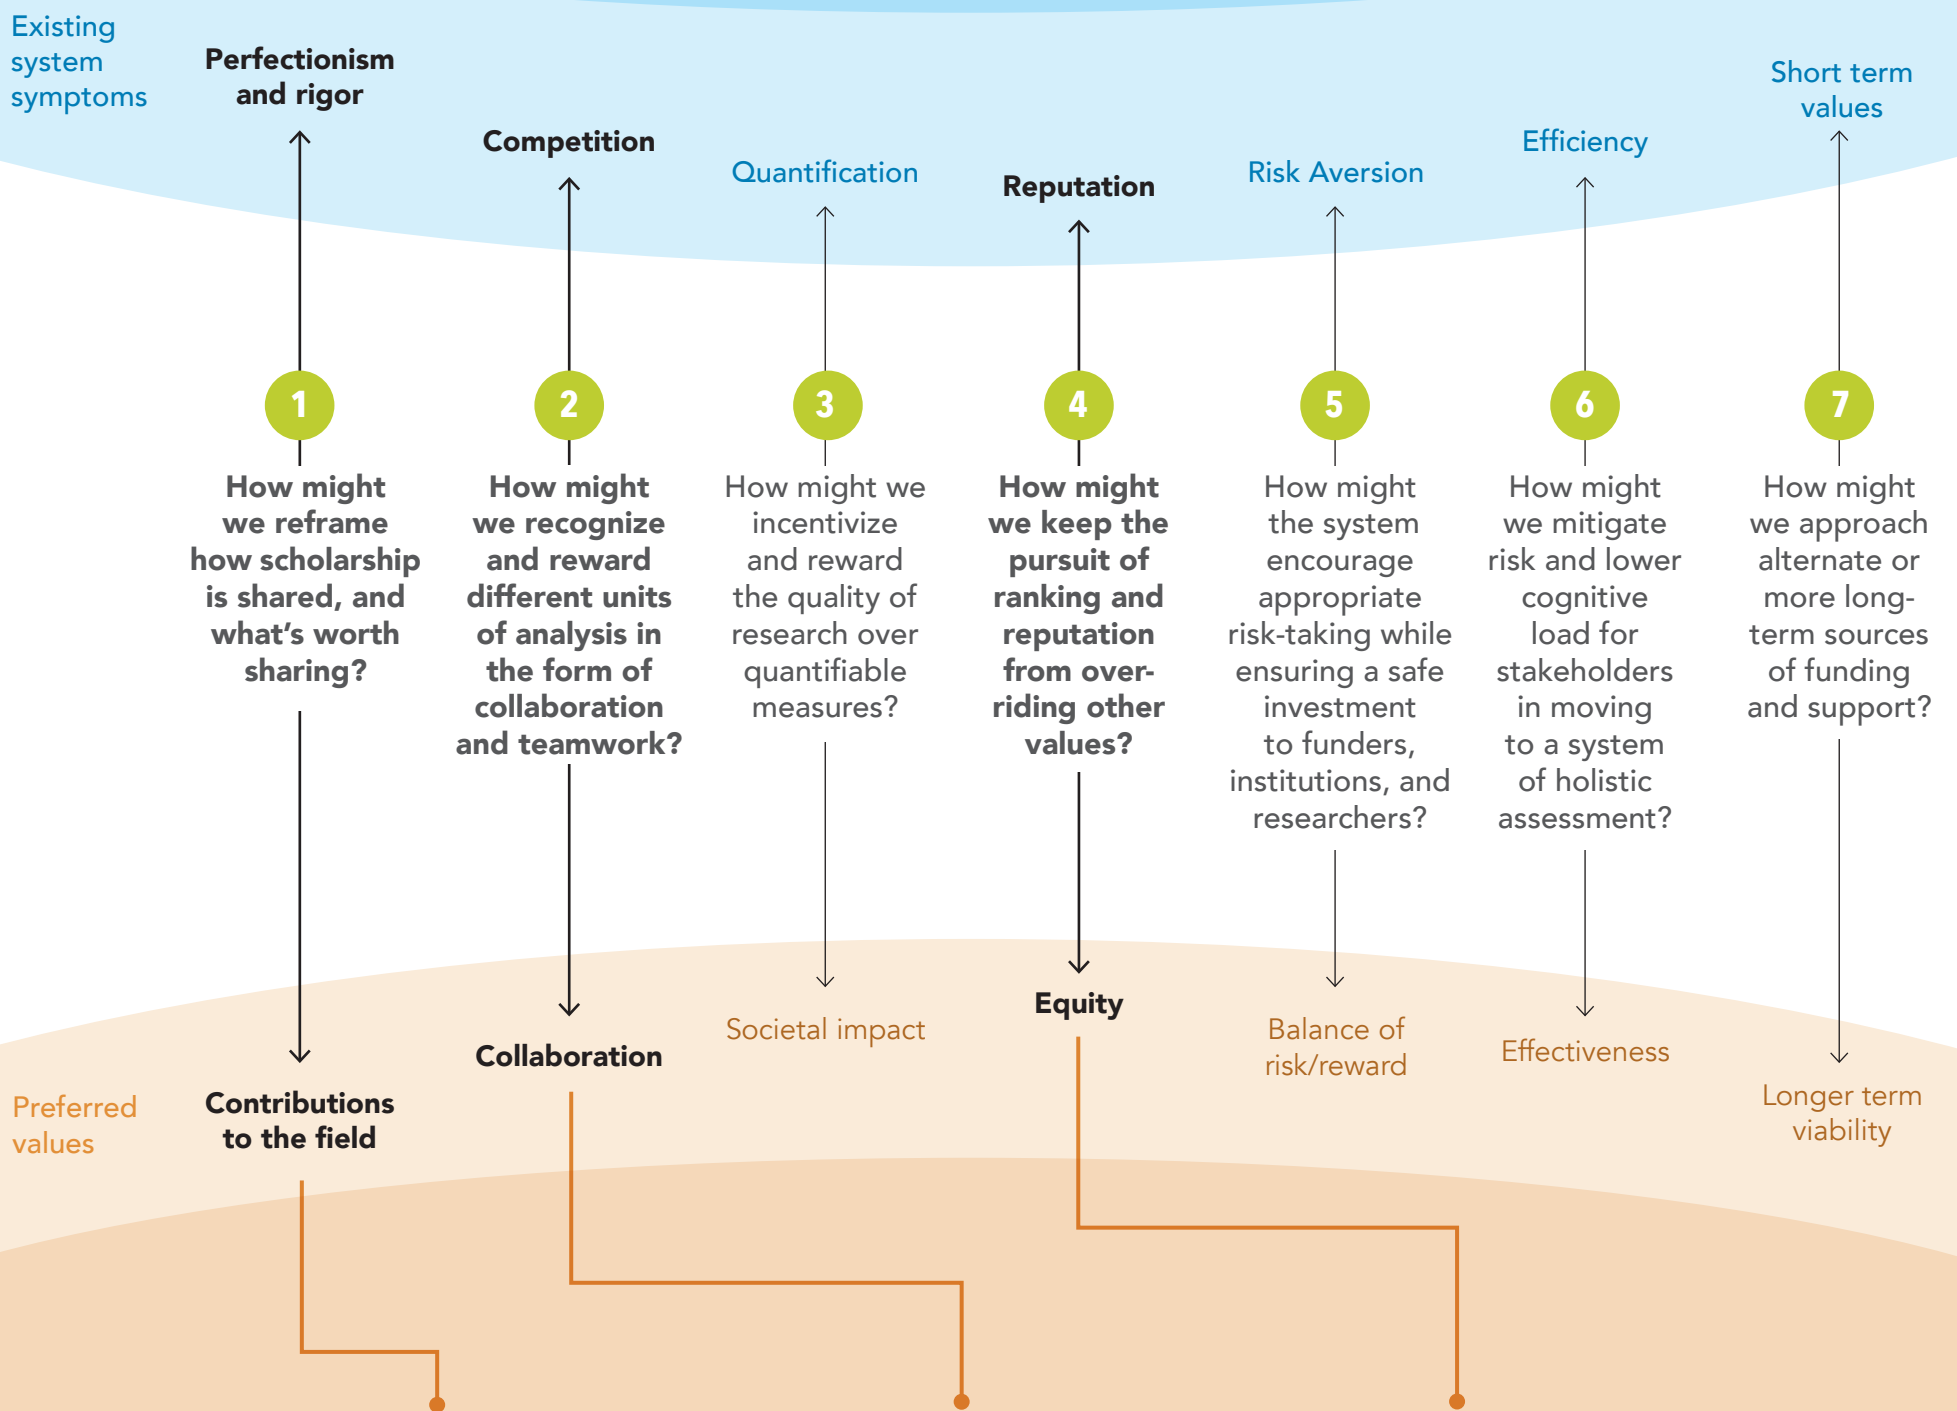 Existing
system
symptoms
Perfectionism
and rigor
Competition
Quantification
Reputation
Risk Aversion
Efficiency
Short term
values
1
How might
we reframe
how scholarship
is shared, and
what's worth
sharing?
2
How might
we recognize
and reward
different units
of analysis in
the form of
collaboration
and teamwork?
3
How might we
incentivize
and reward
the quality of
research over
quantifiable
measures?
4
How might
we keep the
pursuit of
ranking and
reputation
from over-
riding other
values?
5
How might
the system
encourage
appropriate
risk-taking while
ensuring a safe
investment
to funders,
institutions, and
researchers?
6
How might
we mitigate
risk and lower
cognitive
load for
stakeholders
in moving
to a system
of holistic
assessment?
7
How might
we approach
alternate or
more long-
term sources
of funding
and support?
Preferred
values
Contributions
to the field
Collaboration
Societal impact
Equity
Balance of
risk/reward
Effectiveness
Longer term
viability